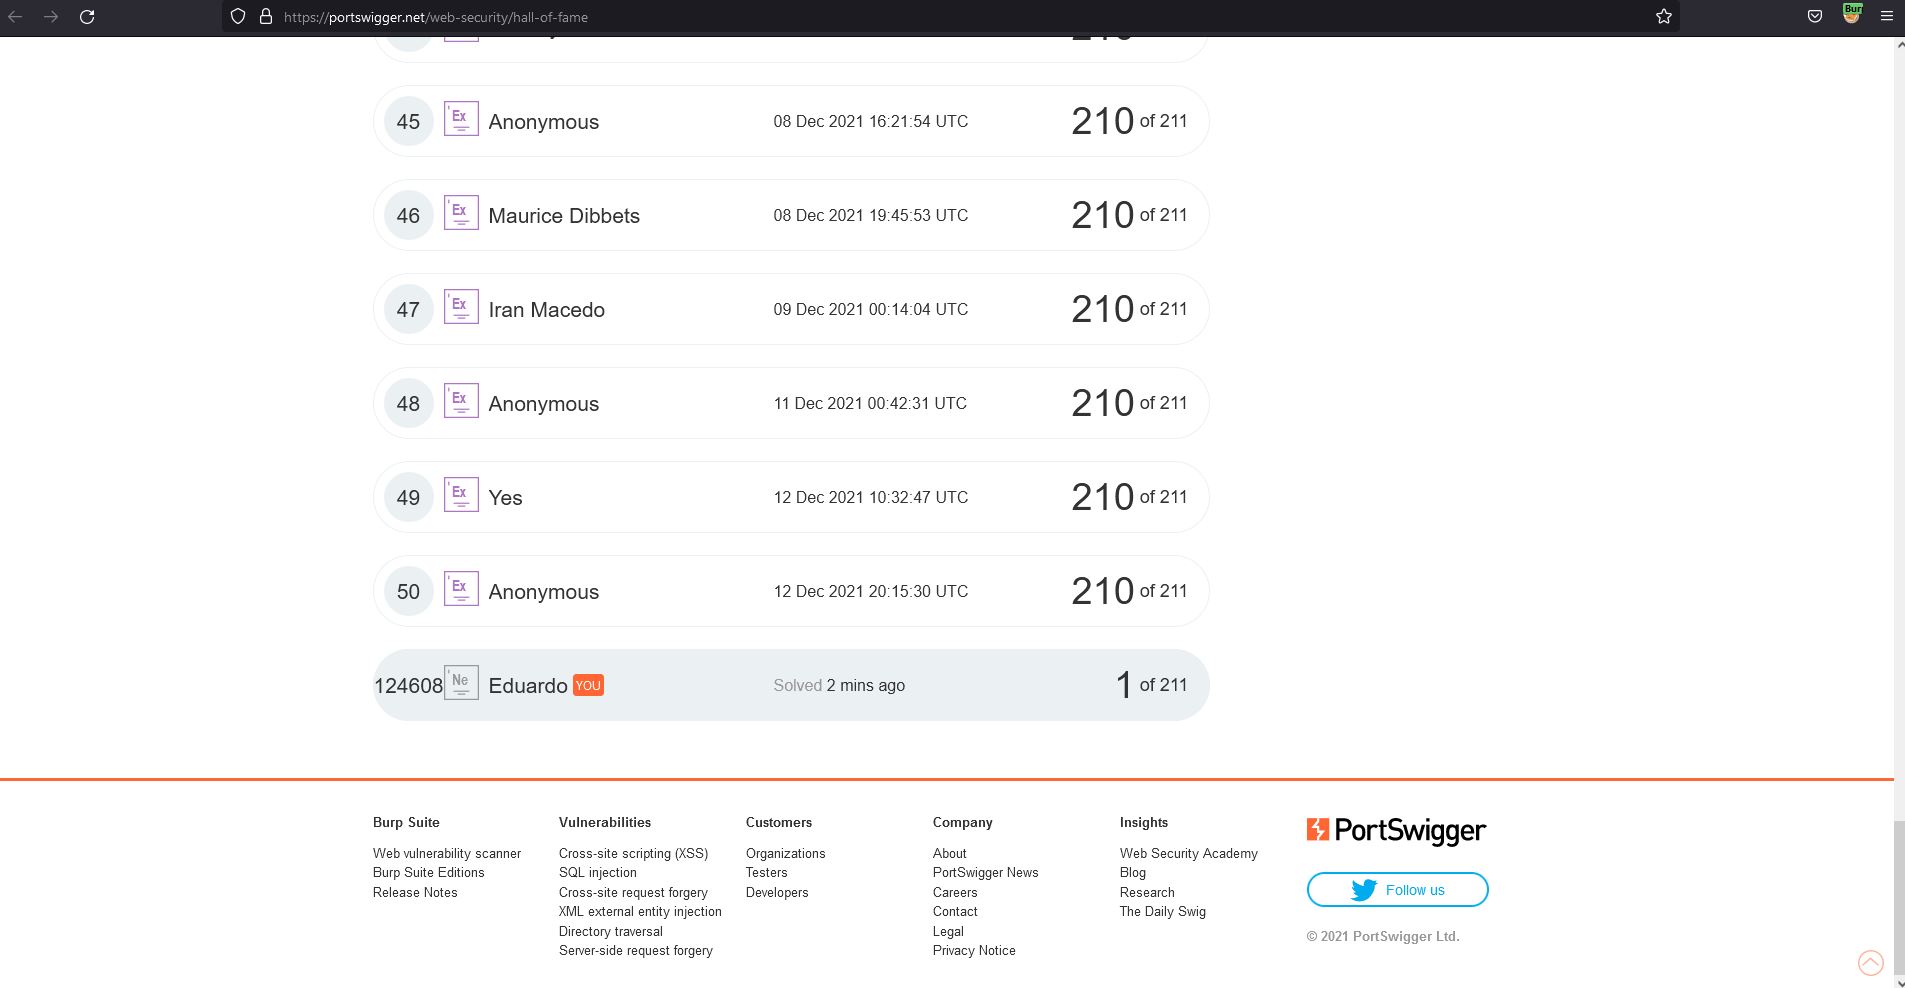 https://portswigger.net/web-security/hall-of-fame
Bur
45 Ex Anonymous 08 Dec 2021 16:21:54 UTC 210 of 211
46 Ex Maurice Dibbets 08 Dec 2021 19:45:53 UTC 210 of 211
47 Ex Iran Macedo 09 Dec 2021 00:14:04 UTC 210 of 211
48 Ex Anonymous 11 Dec 2021 00:42:31 UTC 210 of 211
49 Ex Yes 12 Dec 2021 10:32:47 UTC 210 of 211
50 Ex Anonymous 12 Dec 2021 20:15:30 UTC 210 of 211
124608 Ne Eduardo YOU Solved 2 mins ago 1 of 211
Burp Suite
Web vulnerability scanner
Burp Suite Editions
Release Notes
Vulnerabilities
Cross-site scripting (XSS)
SQL injection
Cross-site request forgery
XML external entity injection
Directory traversal
Server-side request forgery
Customers
Organizations
Testers
Developers
Company
About
PortSwigger News
Careers
Contact
Legal
Privacy Notice
Insights
Web Security Academy
Blog
Research
The Daily Swig
PortSwigger
Follow us
© 2021 PortSwigger Ltd.